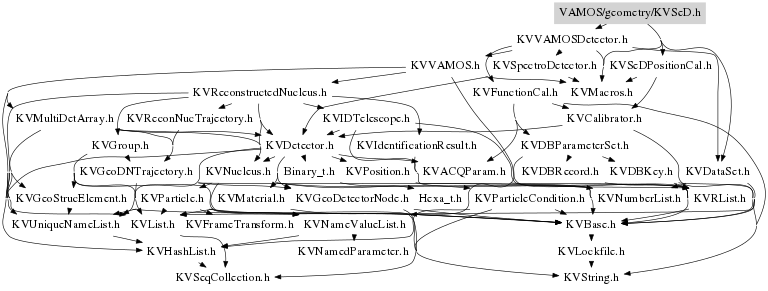 VAMOS/geometry/KVSeD.h
KVVAMOSDetector.h
KVVAMOS.h KVSpectroDetector.h KVSeDPositionCal.h
KVReconstructedNucleus.h KVFunctionCal.h KVMacros.h
KVMultiDetArray.h KVReconNucTrajectory.h KVIDTelescope.h KVCalibrator.h
KVGroup.h KVDetector.h KVIdentificationResult.h KVDBParameterSet.h
KVGeoDNTrajectory.h KVNucleus.h Binary_t.h KVPosition.h KVACQParam.h KVDBRecord.h KVDBKey.h KVDataSet.h
KVGeoStrucElement.h KVParticle.h KVMaterial.h KVGeoDetectorNode.h Hexa_t.h KVParticleCondition.h KVNumberList.h KVRList.h
KVUniqueNameList.h KVList.h KVFrameTransform.h KVNameValueList.h KVBase.h
KVHashList.h KVNamedParameter.h KVLockfile.h
KVSeqCollection.h KVString.h